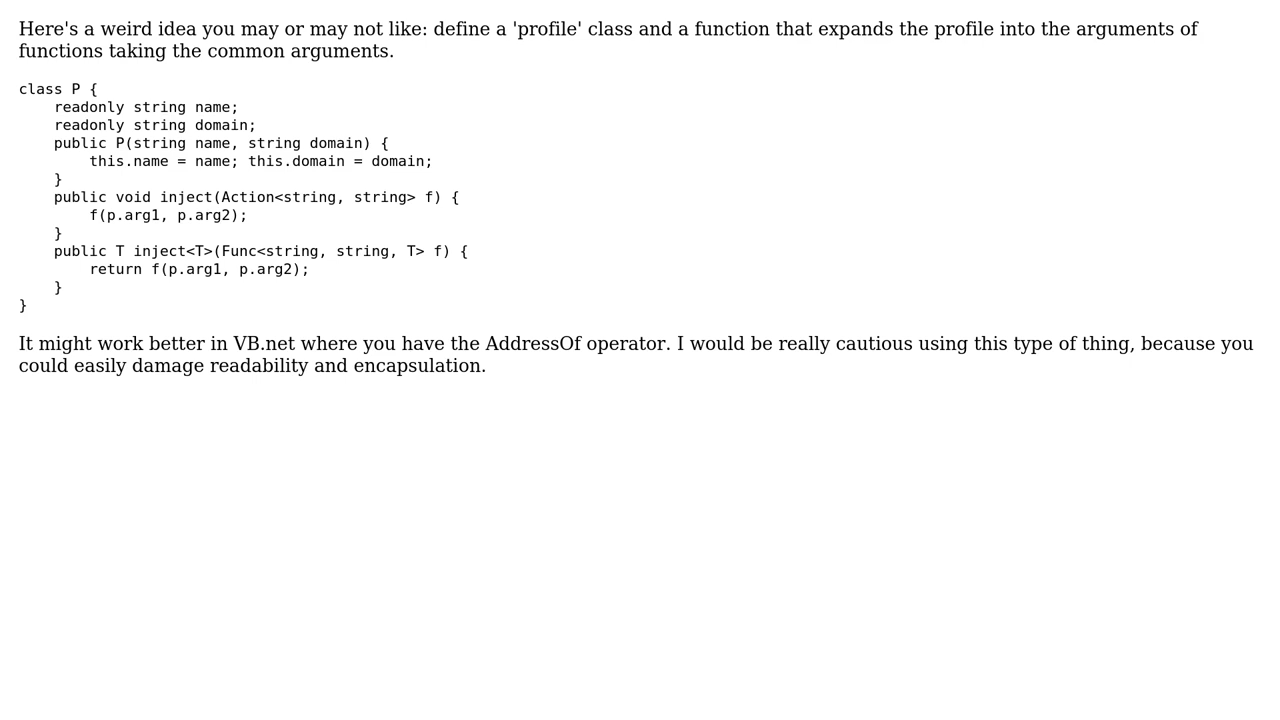 Here's a weird idea you may or may not like: define a 'profile' class and a function that expands the profile into the arguments of
functions taking the common arguments.
class P {
    readonly string name;
    readonly string domain;
    public P(string name, string domain) {
        this.name = name; this.domain = domain;
    }
    public void inject(Action<string, string> f) {
        f(p.arg1, p.arg2);
    }
    public T inject<T>(Func<string, string, T> f) {
        return f(p.arg1, p.arg2);
    }
}
It might work better in VB.net where you have the AddressOf operator. I would be really cautious using this type of thing, because you
could easily damage readability and encapsulation.